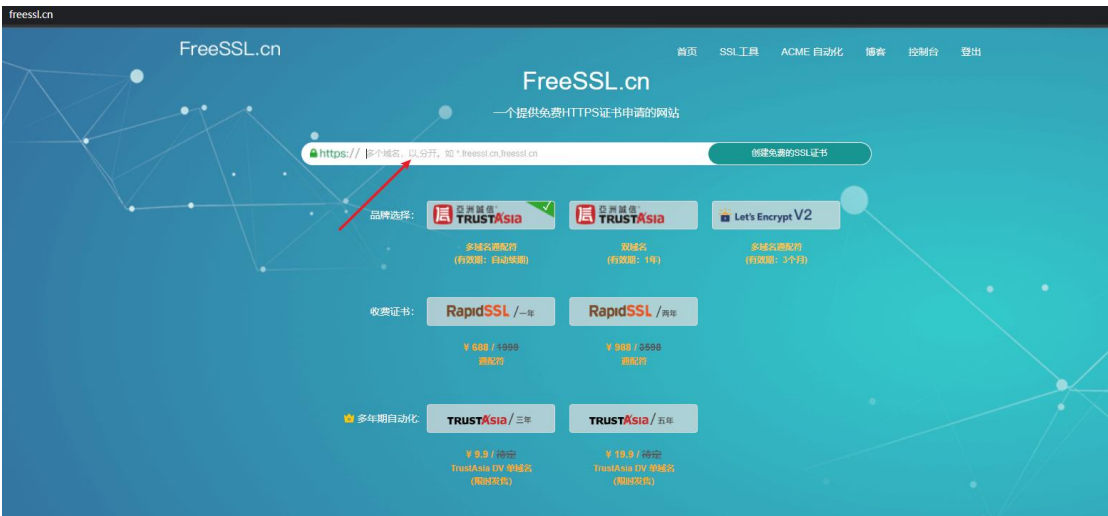 freessl.cn
FreeSSL.cn
首页 SSL工具 ACME 自动化 博客 控制台 登出
FreeSSL.cn
一个提供免费HTTPS证书申请的网站
https:// 多个域名，以,分开。如 *.freessl.cn,freessl.cn 创建免费的SSL证书
品牌选择：
亞洲誠信 TRUSTAsia
亞洲誠信 TRUSTAsia
Let's Encrypt V2
多域名通配符
(有效期：自动续期)
双域名
(有效期：1年)
多域名通配符
(有效期：3个月)
收费证书：
RapidSSL /一年
RapidSSL /两年
¥ 688 / 1999
通配符
¥ 988 / 3598
通配符
多年期自动化:
TRUSTAsia/三年
TRUSTAsia/五年
¥ 9.9 / 待定
TrustAsia DV 单域名
(限时发售)
¥ 19.9 / 待定
TrustAsia DV 单域名
(限时发售)